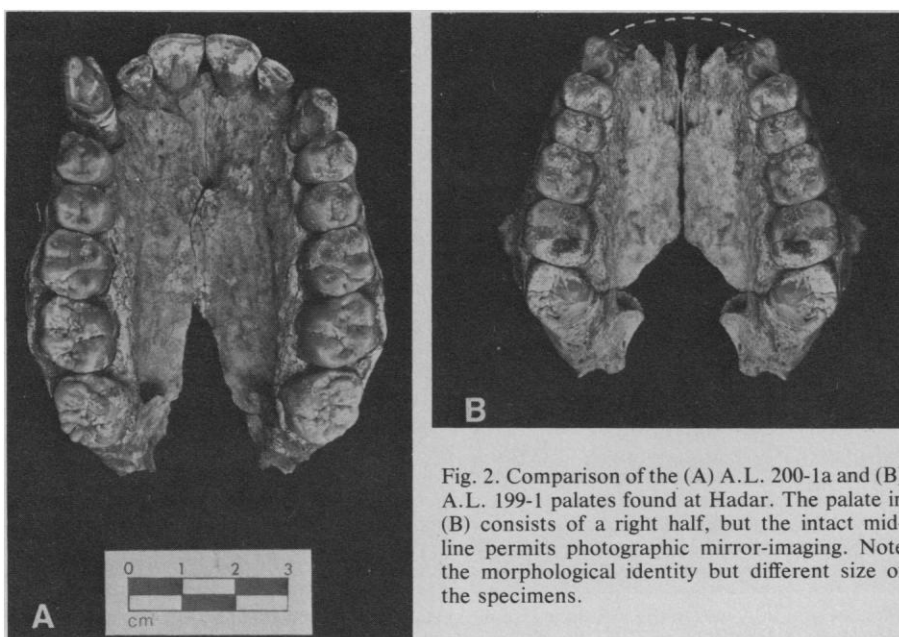 A
0 1 2 3
cm
B
Fig. 2. Comparison of the (A) A.L. 200-1a and (B)
A.L. 199-1 palates found at Hadar. The palate in
(B) consists of a right half, but the intact mid-
line permits photographic mirror-imaging. Note
the morphological identity but different size of
the specimens.